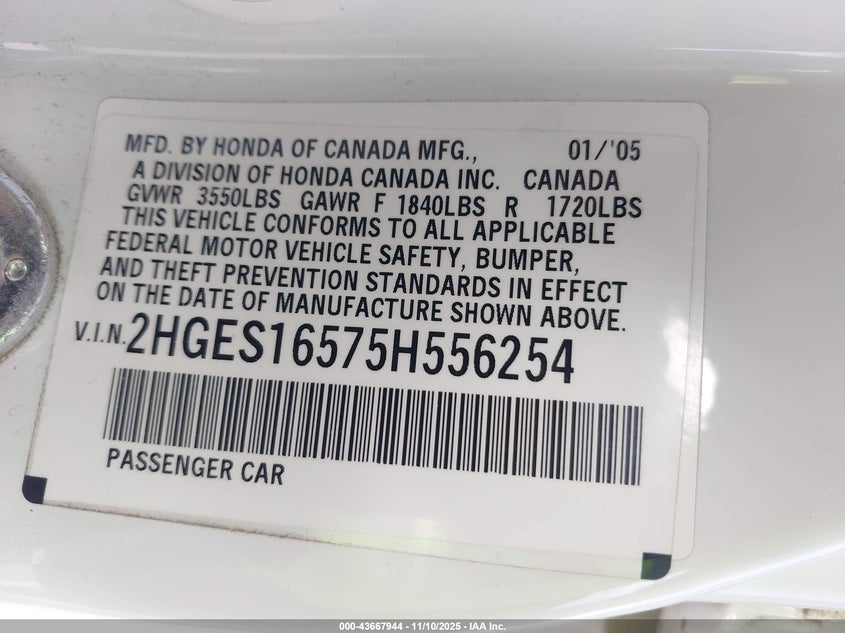 MFD. BY HONDA OF CANADA MFG., 01/'05
A DIVISION OF HONDA CANADA INC. CANADA
GVWR 3550LBS GAWR F 1840LBS R 1720LBS
THIS VEHICLE CONFORMS TO ALL APPLICABLE
FEDERAL MOTOR VEHICLE SAFETY, BUMPER,
AND THEFT PREVENTION STANDARDS IN EFFECT
ON THE DATE OF MANUFACTURE SHOWN ABOVE.
V.I.N. 2HGES16575H556254
PASSENGER CAR
000-43667944 - 11/10/2025 - IAA Inc.